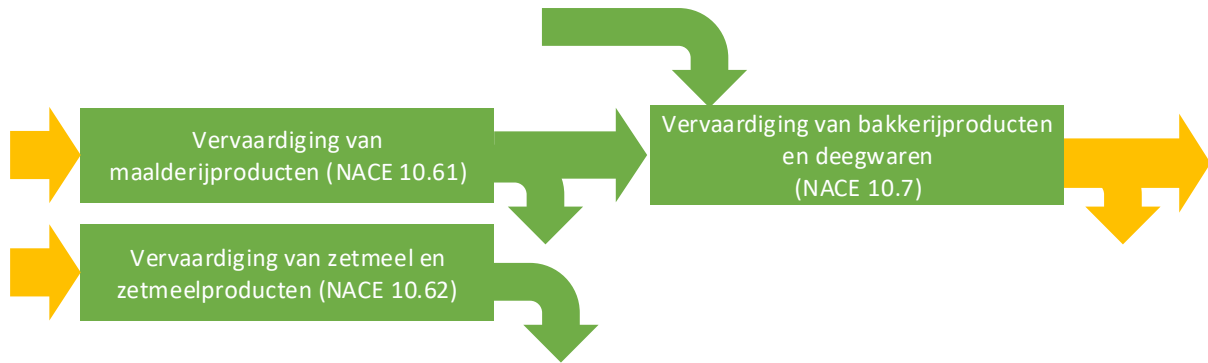 Vervaardiging van
maalderijproducten (NACE 10.61)
Vervaardiging van bakkerijproducten
en deegwaren
(NACE 10.7)
Vervaardiging van zetmeel en
zetmeelproducten (NACE 10.62)